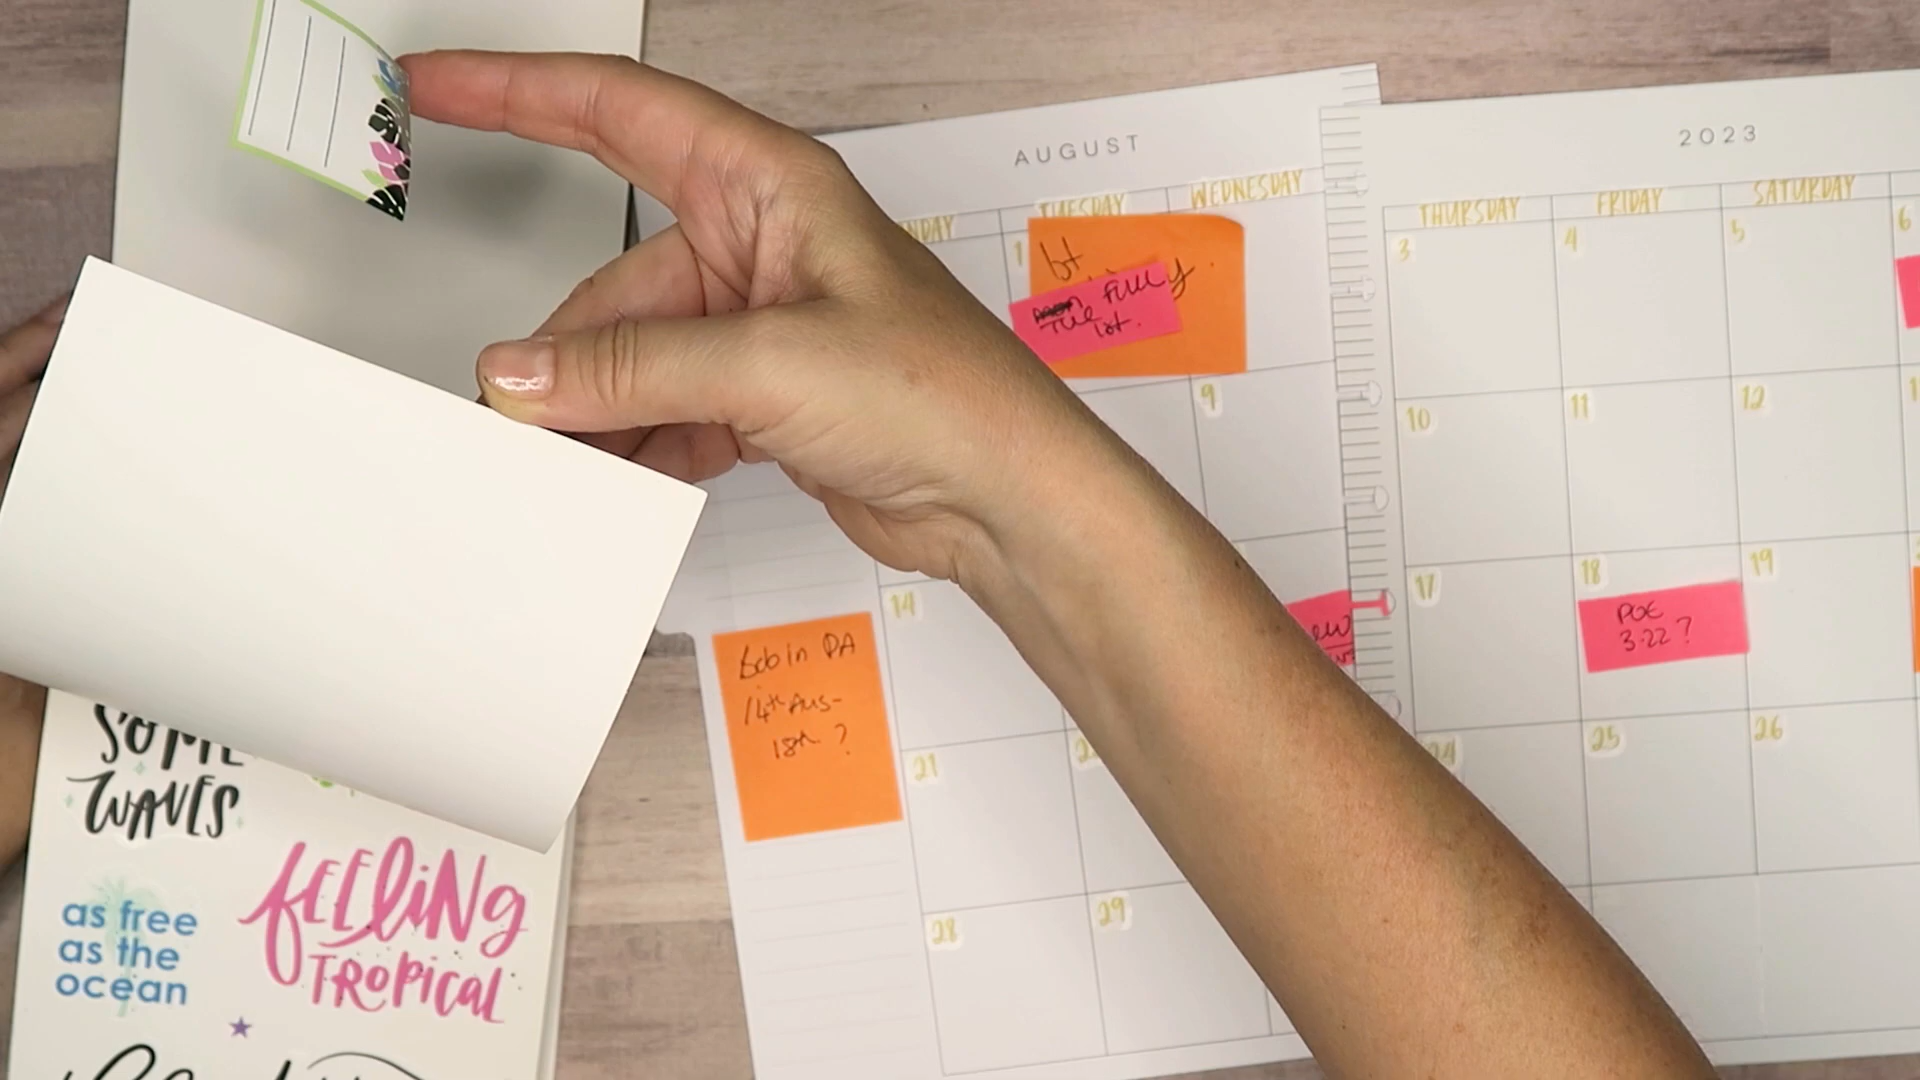 AUGUST
2023
TUESDAY
WEDNESDAY
THURSDAY
FRIDAY
SATURDAY
1
3
4
5
6
FULL
TUE
1st.
9
10
11
12
14
17
18
19
POE
3.22 ?
Bob in PA
14th Aug-
18th ?
21
24
25
26
28
29
SOME
WAVES
as free
as the
ocean
feeling
TROPICAL